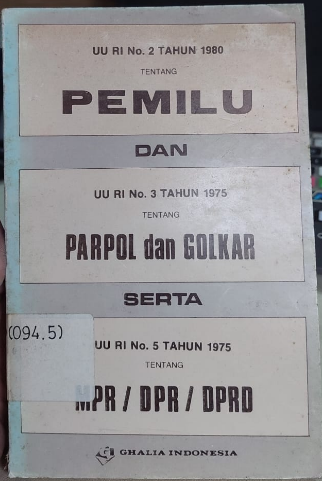 UU RI No. 2 TAHUN 1980
TENTANG
PEMILU
DAN
UU RI No. 3 TAHUN 1975
TENTANG
PARPOL dan GOLKAR
SERTA
(094.5)
UU RI No. 5 TAHUN 1975
TENTANG
MPR / DPR / DPRD
GHALIA INDONESIA